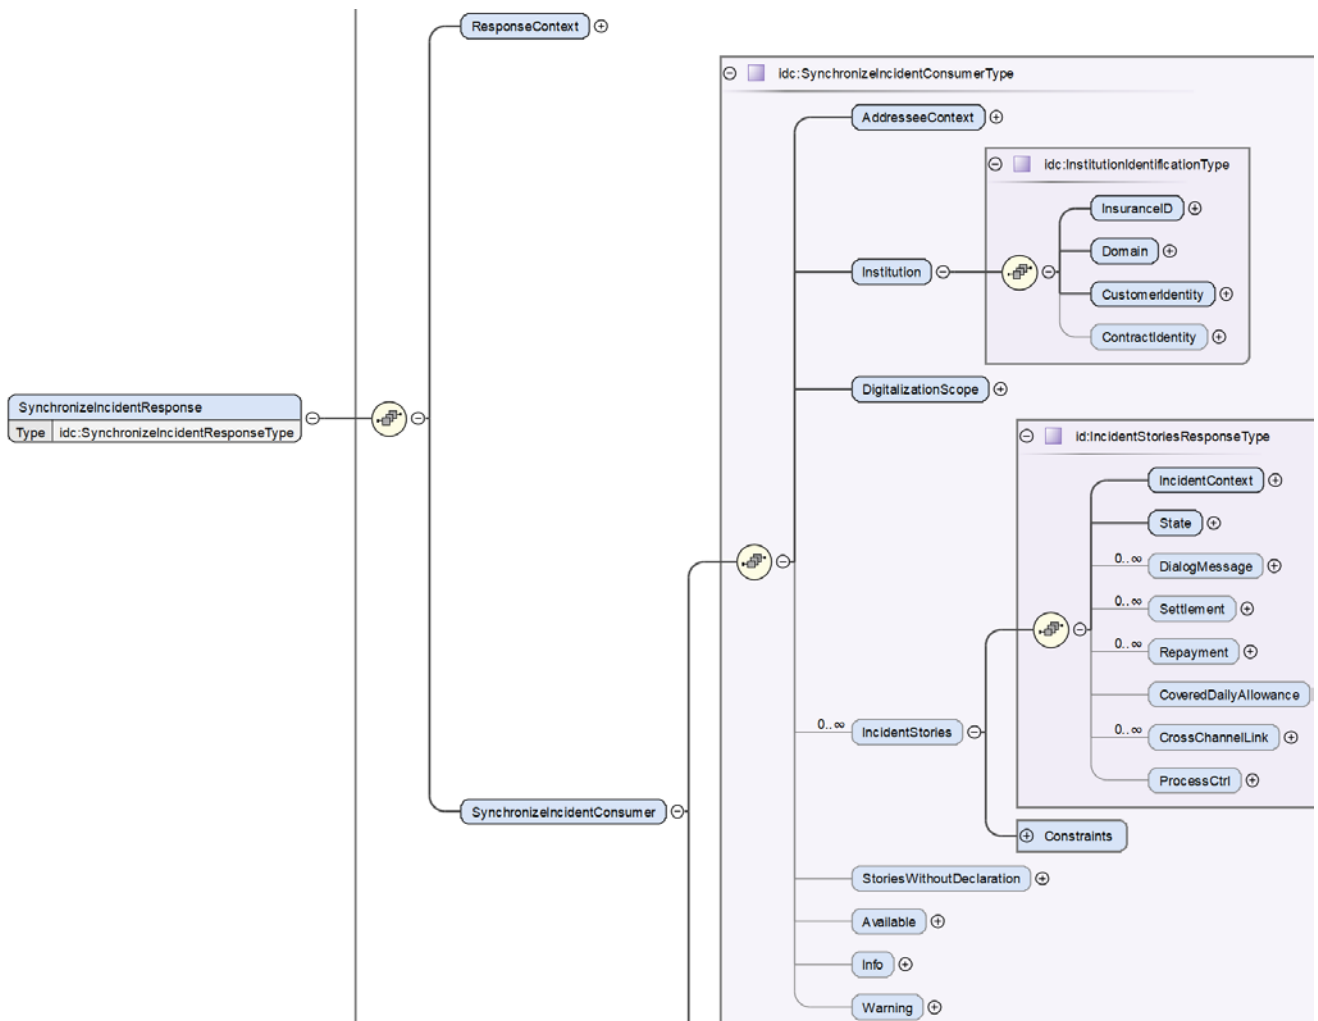 ResponseContext
idc:SynchronizeIncidentConsumerType
AddresseeContext
idc:InstitutionIdentificationType
InsuranceID
Domain
Institution
CustomerIdentity
ContractIdentity
DigitalizationScope
SynchronizeIncidentResponse
Type idc:SynchronizeIncidentResponseType
id:IncidentStoriesResponseType
IncidentContext
State
0..∞ DialogMessage
0..∞ Settlement
0..∞ Repayment
CoveredDailyAllowance
0..∞ IncidentStories
0..∞ CrossChannelLink
ProcessCtrl
SynchronizeIncidentConsumer
Constraints
StoriesWithoutDeclaration
Available
Info
Warning